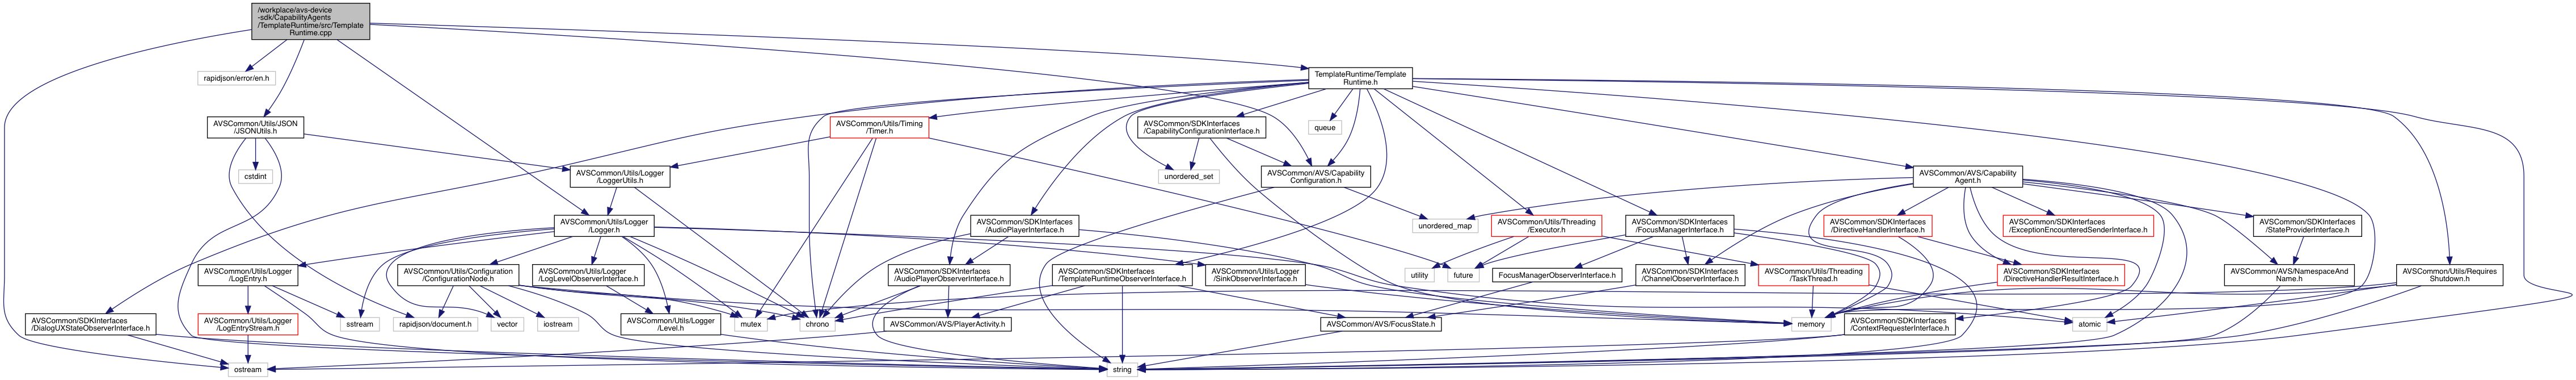 /workplace/avs-device
-sdk/CapabilityAgents
/TemplateRuntime/src/Template
Runtime.cpp
rapidjson/error/en.h
TemplateRuntime/Template
Runtime.h
AVSCommon/Utils/JSON
/JSONUtils.h
AVSCommon/Utils/Timing
/Timer.h
AVSCommon/SDKInterfaces
/CapabilityConfigurationInterface.h
queue
cstdint
AVSCommon/Utils/Logger
/LoggerUtils.h
unordered_set
AVSCommon/AVS/Capability
Configuration.h
AVSCommon/AVS/Capability
Agent.h
AVSCommon/Utils/Logger
/Logger.h
AVSCommon/SDKInterfaces
/AudioPlayerInterface.h
unordered_map
AVSCommon/Utils/Threading
/Executor.h
AVSCommon/SDKInterfaces
/FocusManagerInterface.h
AVSCommon/SDKInterfaces
/DirectiveHandlerInterface.h
AVSCommon/SDKInterfaces
/ExceptionEncounteredSenderInterface.h
AVSCommon/SDKInterfaces
/StateProviderInterface.h
AVSCommon/Utils/Logger
/LogEntry.h
AVSCommon/Utils/Configuration
/ConfigurationNode.h
AVSCommon/Utils/Logger
/LogLevelObserverInterface.h
AVSCommon/SDKInterfaces
/AudioPlayerObserverInterface.h
AVSCommon/SDKInterfaces
/TemplateRuntimeObserverInterface.h
AVSCommon/Utils/Logger
/SinkObserverInterface.h
utility
future
FocusManagerObserverInterface.h
AVSCommon/SDKInterfaces
/ChannelObserverInterface.h
AVSCommon/Utils/Threading
/TaskThread.h
AVSCommon/SDKInterfaces
/DirectiveHandlerResultInterface.h
AVSCommon/AVS/NamespaceAnd
Name.h
AVSCommon/Utils/Requires
Shutdown.h
AVSCommon/SDKInterfaces
/DialogUXStateObserverInterface.h
AVSCommon/Utils/Logger
/LogEntryStream.h
sstream
rapidjson/document.h
vector
iostream
AVSCommon/Utils/Logger
/Level.h
mutex
chrono
AVSCommon/AVS/PlayerActivity.h
AVSCommon/AVS/FocusState.h
memory
AVSCommon/SDKInterfaces
/ContextRequesterInterface.h
atomic
ostream
string